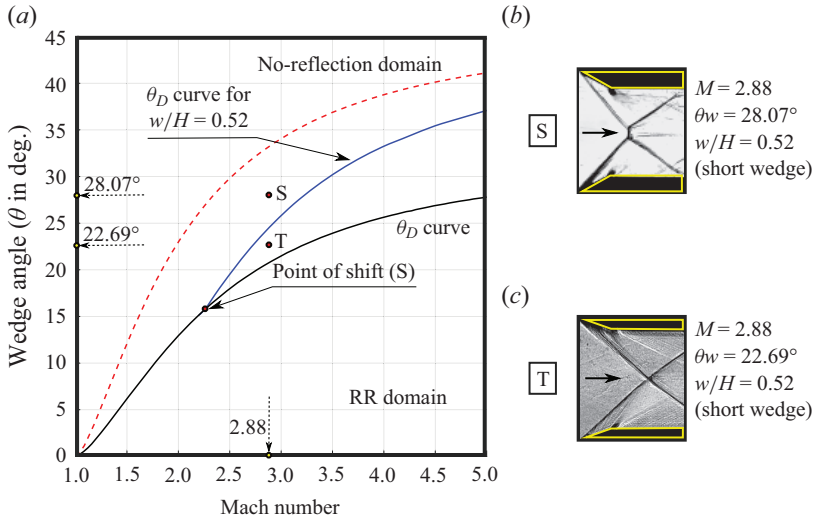 (a)
45
40
35
30
25
20
15
10
5
0
Wedge angle (θ in deg.)
No-reflection domain
θD curve for
w/H = 0.52
28.07°
S
22.69°
T
θD curve
Point of shift (S)
RR domain
2.88
1.0 1.5 2.0 2.5 3.0 3.5 4.0 4.5 5.0
Mach number
(b)
S
M = 2.88
θw = 28.07°
w/H = 0.52
(short wedge)
(c)
T
M = 2.88
θw = 22.69°
w/H = 0.52
(short wedge)